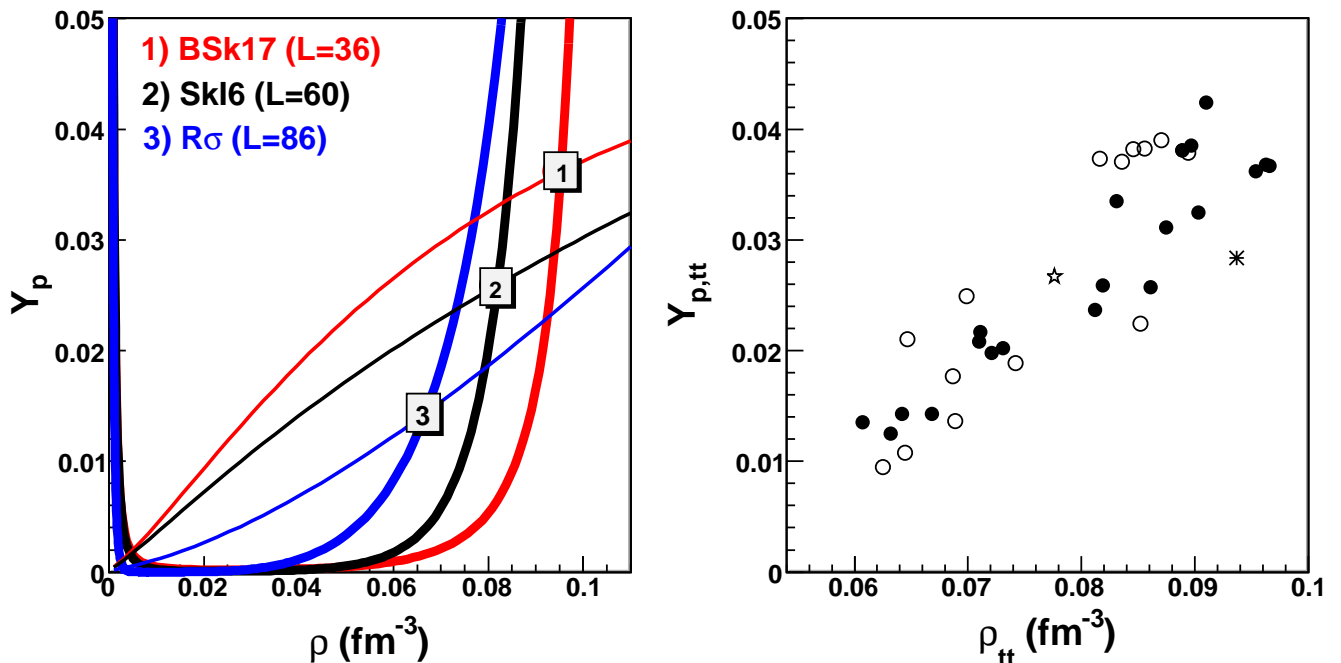 0.05
0.04
0.03
0.02
0.01
0
Y_p
1) BSk17 (L=36)
2) SkI6 (L=60)
3) Rσ (L=86)
1
2
3
0 0.02 0.04 0.06 0.08 0.1
ρ (fm^-3)
0.05
0.04
0.03
0.02
0.01
0
Y_p,tt
0.06 0.07 0.08 0.09 0.1
ρ_tt (fm^-3)